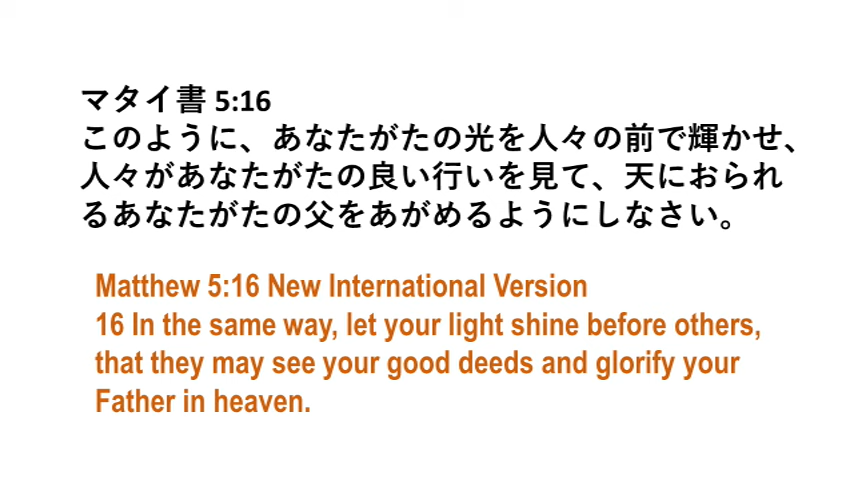 マタイ書 5:16
このように、あなたがたの光を人々の前で輝かせ、
人々があなたがたの良い行いを見て、天におられ
るあなたがたの父をあがめるようにしなさい。
Matthew 5:16 New International Version
16 In the same way, let your light shine before others,
that they may see your good deeds and glorify your
Father in heaven.